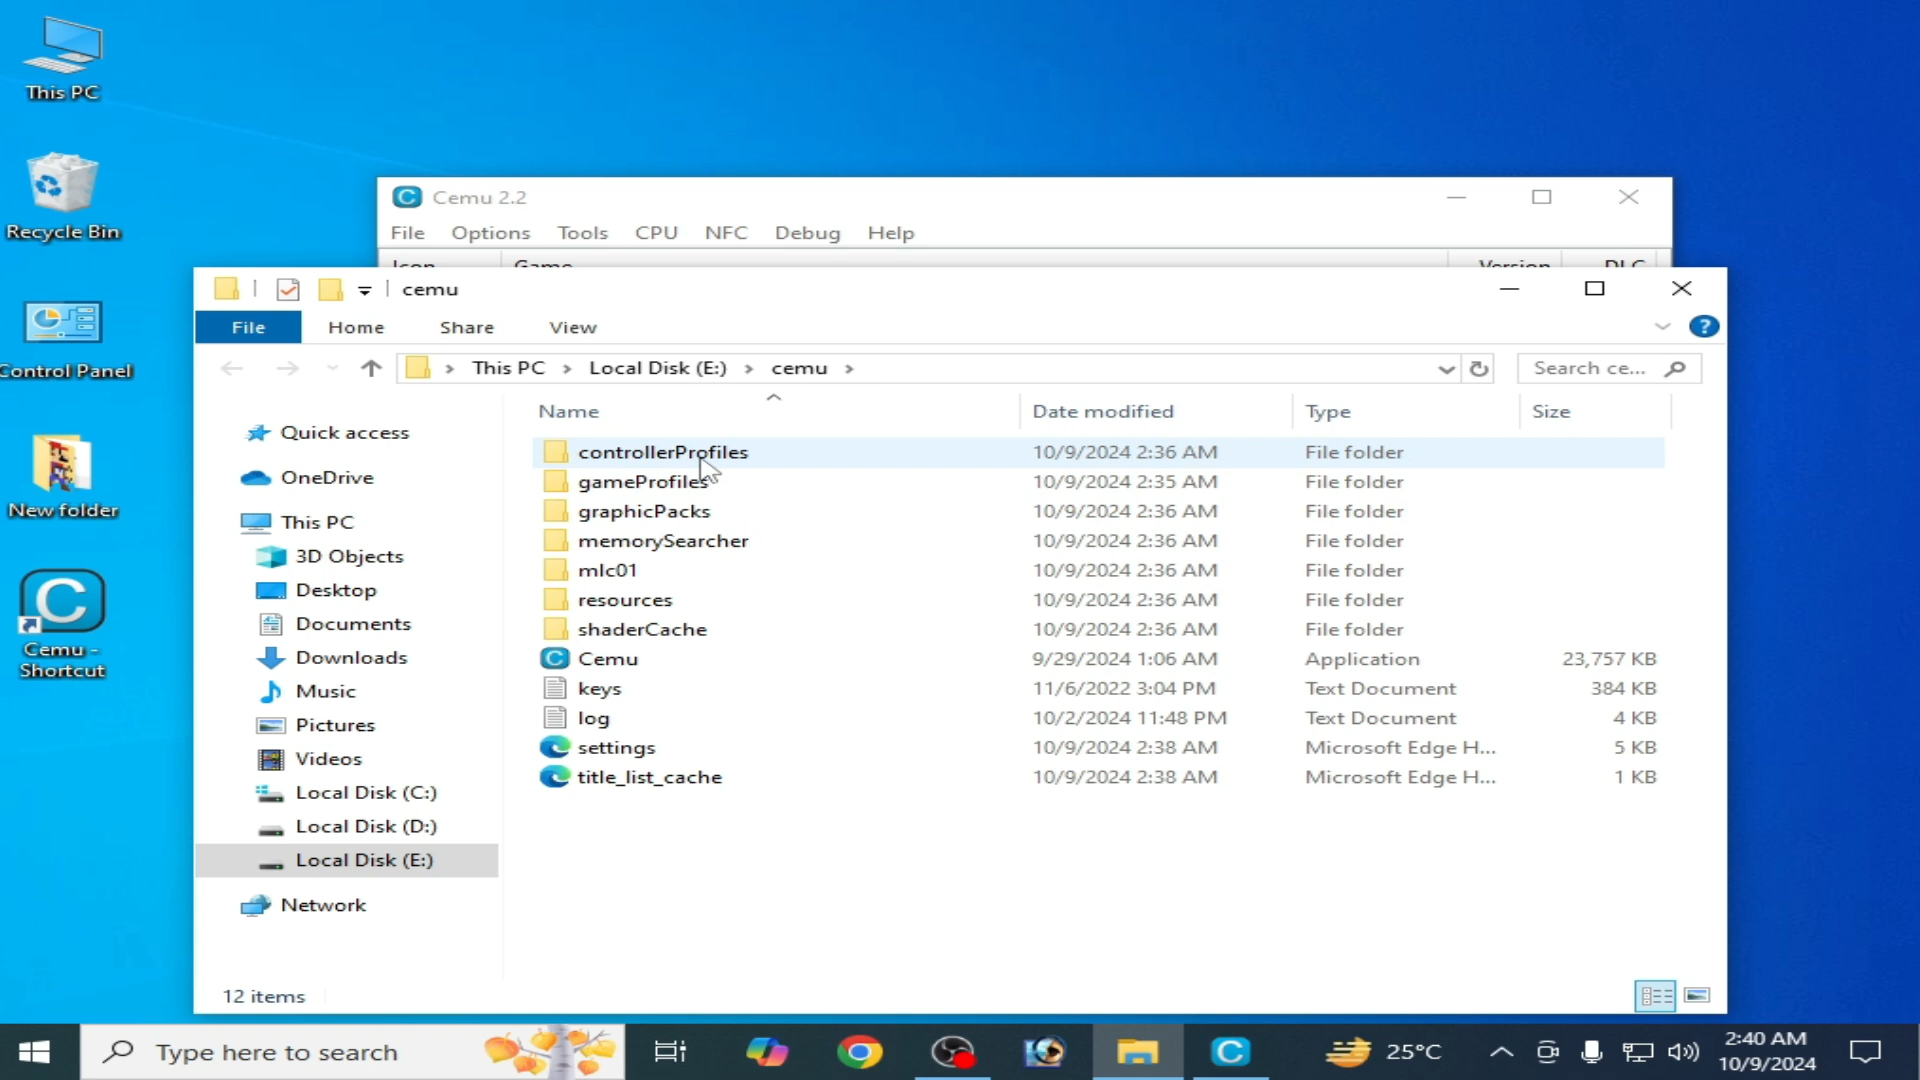 This PC
Recycle Bin
Control Panel
New folder
Cemu -
Shortcut
Cemu 2.2
File Options Tools CPU NFC Debug Help
Icon Game Version DLC
cemu
File Home Share View
This PC Local Disk (E:) cemu
Search ce...
Name Date modified Type Size
Quick access
OneDrive
This PC
3D Objects
Desktop
Documents
Downloads
Music
Pictures
Videos
Local Disk (C:)
Local Disk (D:)
Local Disk (E:)
Network
controllerProfiles 10/9/2024 2:36 AM File folder
gameProfiles 10/9/2024 2:35 AM File folder
graphicPacks 10/9/2024 2:36 AM File folder
memorySearcher 10/9/2024 2:36 AM File folder
mlc01 10/9/2024 2:36 AM File folder
resources 10/9/2024 2:36 AM File folder
shaderCache 10/9/2024 2:36 AM File folder
Cemu 9/29/2024 1:06 AM Application 23,757 KB
keys 11/6/2022 3:04 PM Text Document 384 KB
log 10/2/2024 11:48 PM Text Document 4 KB
settings 10/9/2024 2:38 AM Microsoft Edge H... 5 KB
title_list_cache 10/9/2024 2:38 AM Microsoft Edge H... 1 KB
12 items
Type here to search
25°C
2:40 AM
10/9/2024